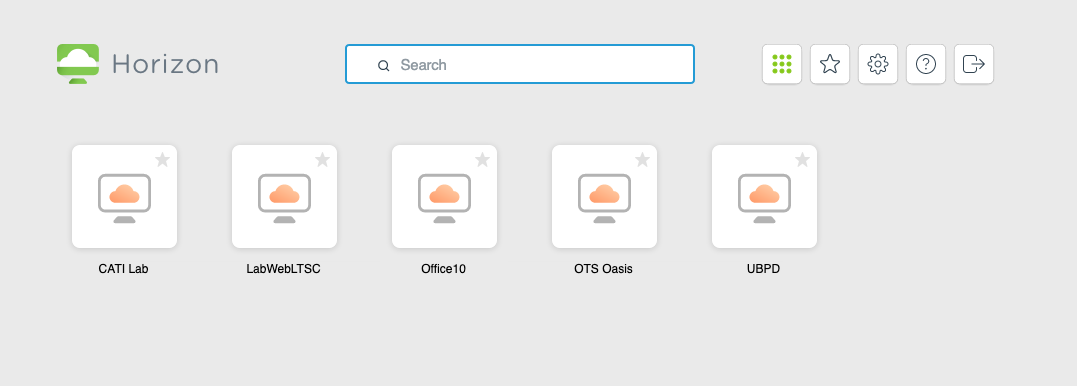 Horizon
Search
CATI Lab
LabWebLTSC
Office10
OTS Oasis
UBPD